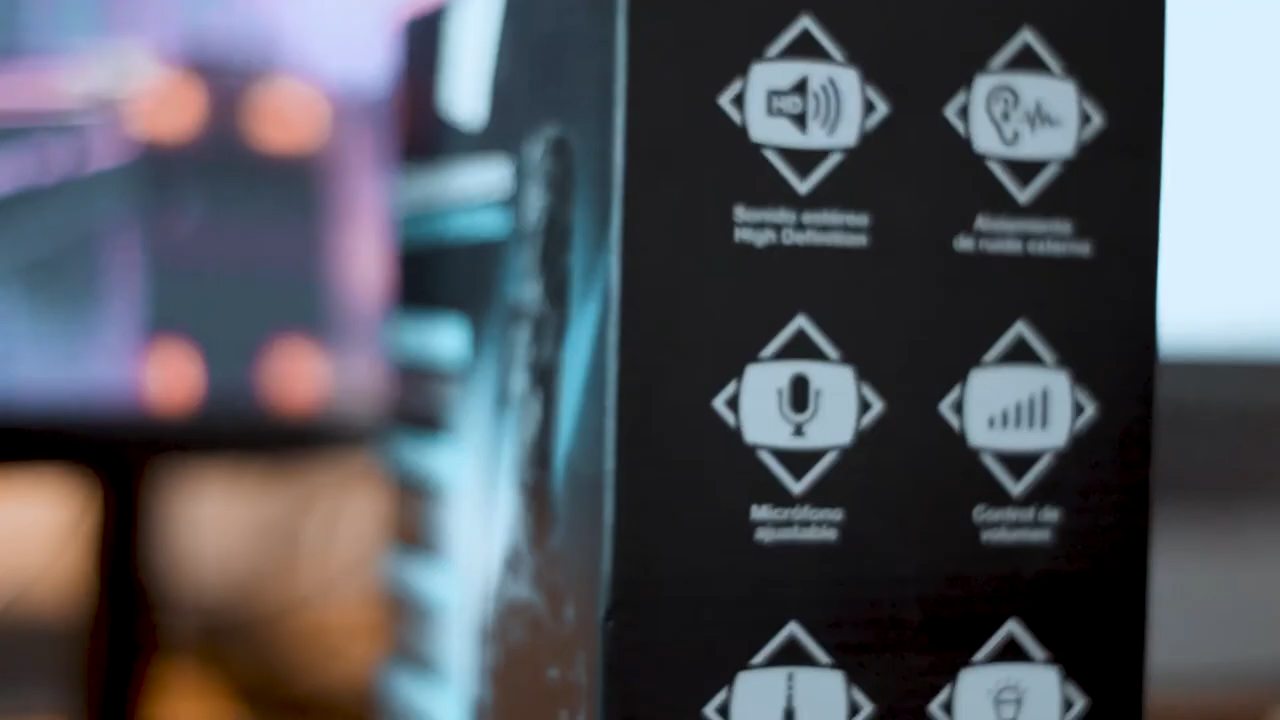 HD
Sonido estéreo
High Definition
Aislamiento
de ruido externo
Micrófono
ajustable
Control de
volumen